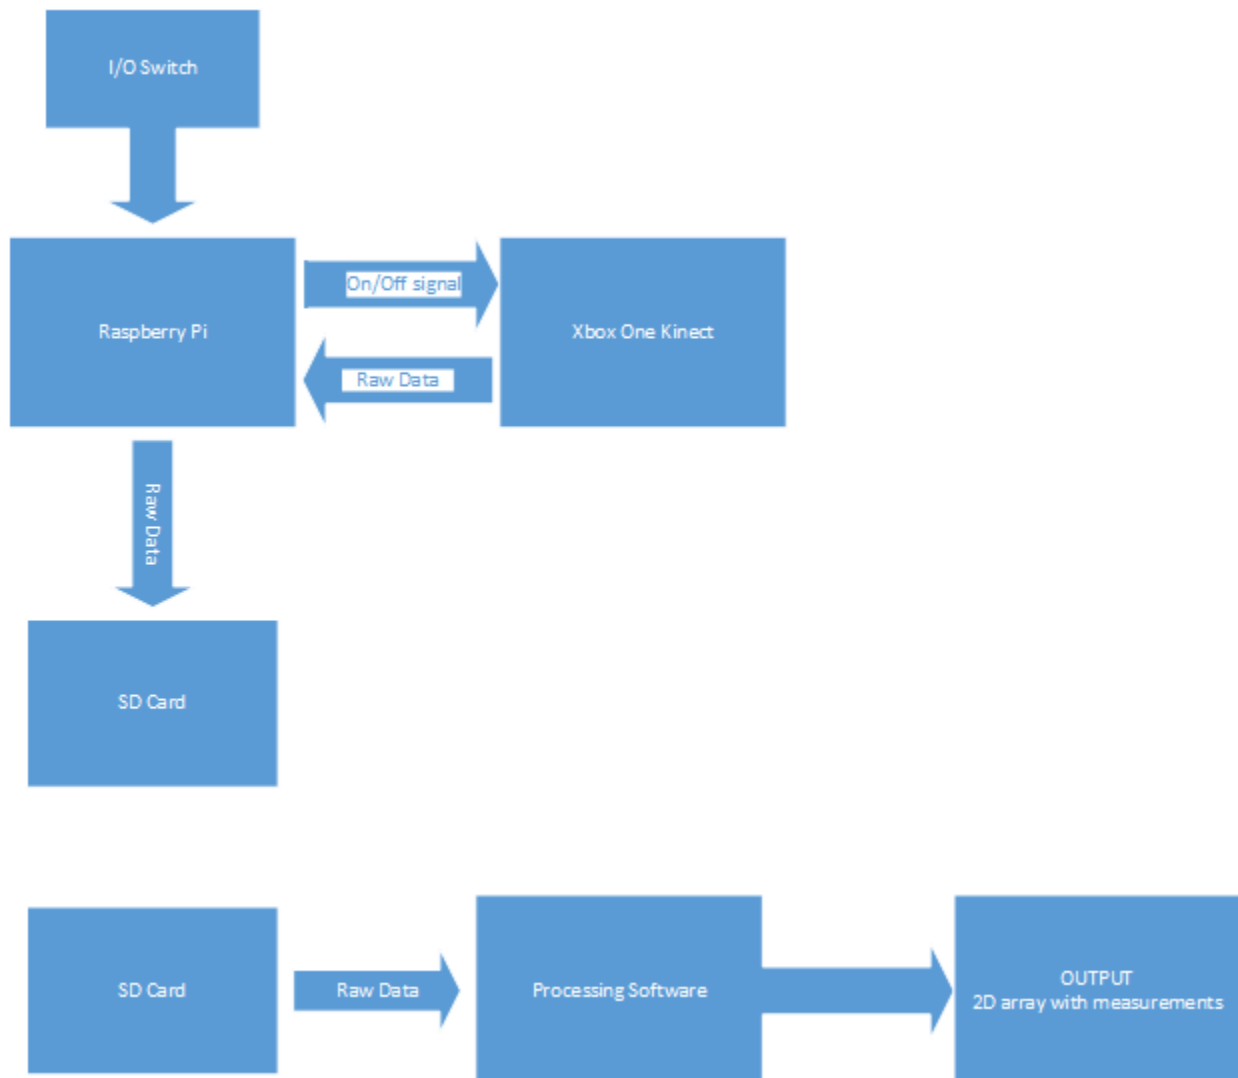 I/O Switch
On/Off signal
Raspberry Pi
Xbox One Kinect
Raw Data
Raw Data
SD Card
SD Card
Raw Data
Processing Software
OUTPUT
2D array with measurements